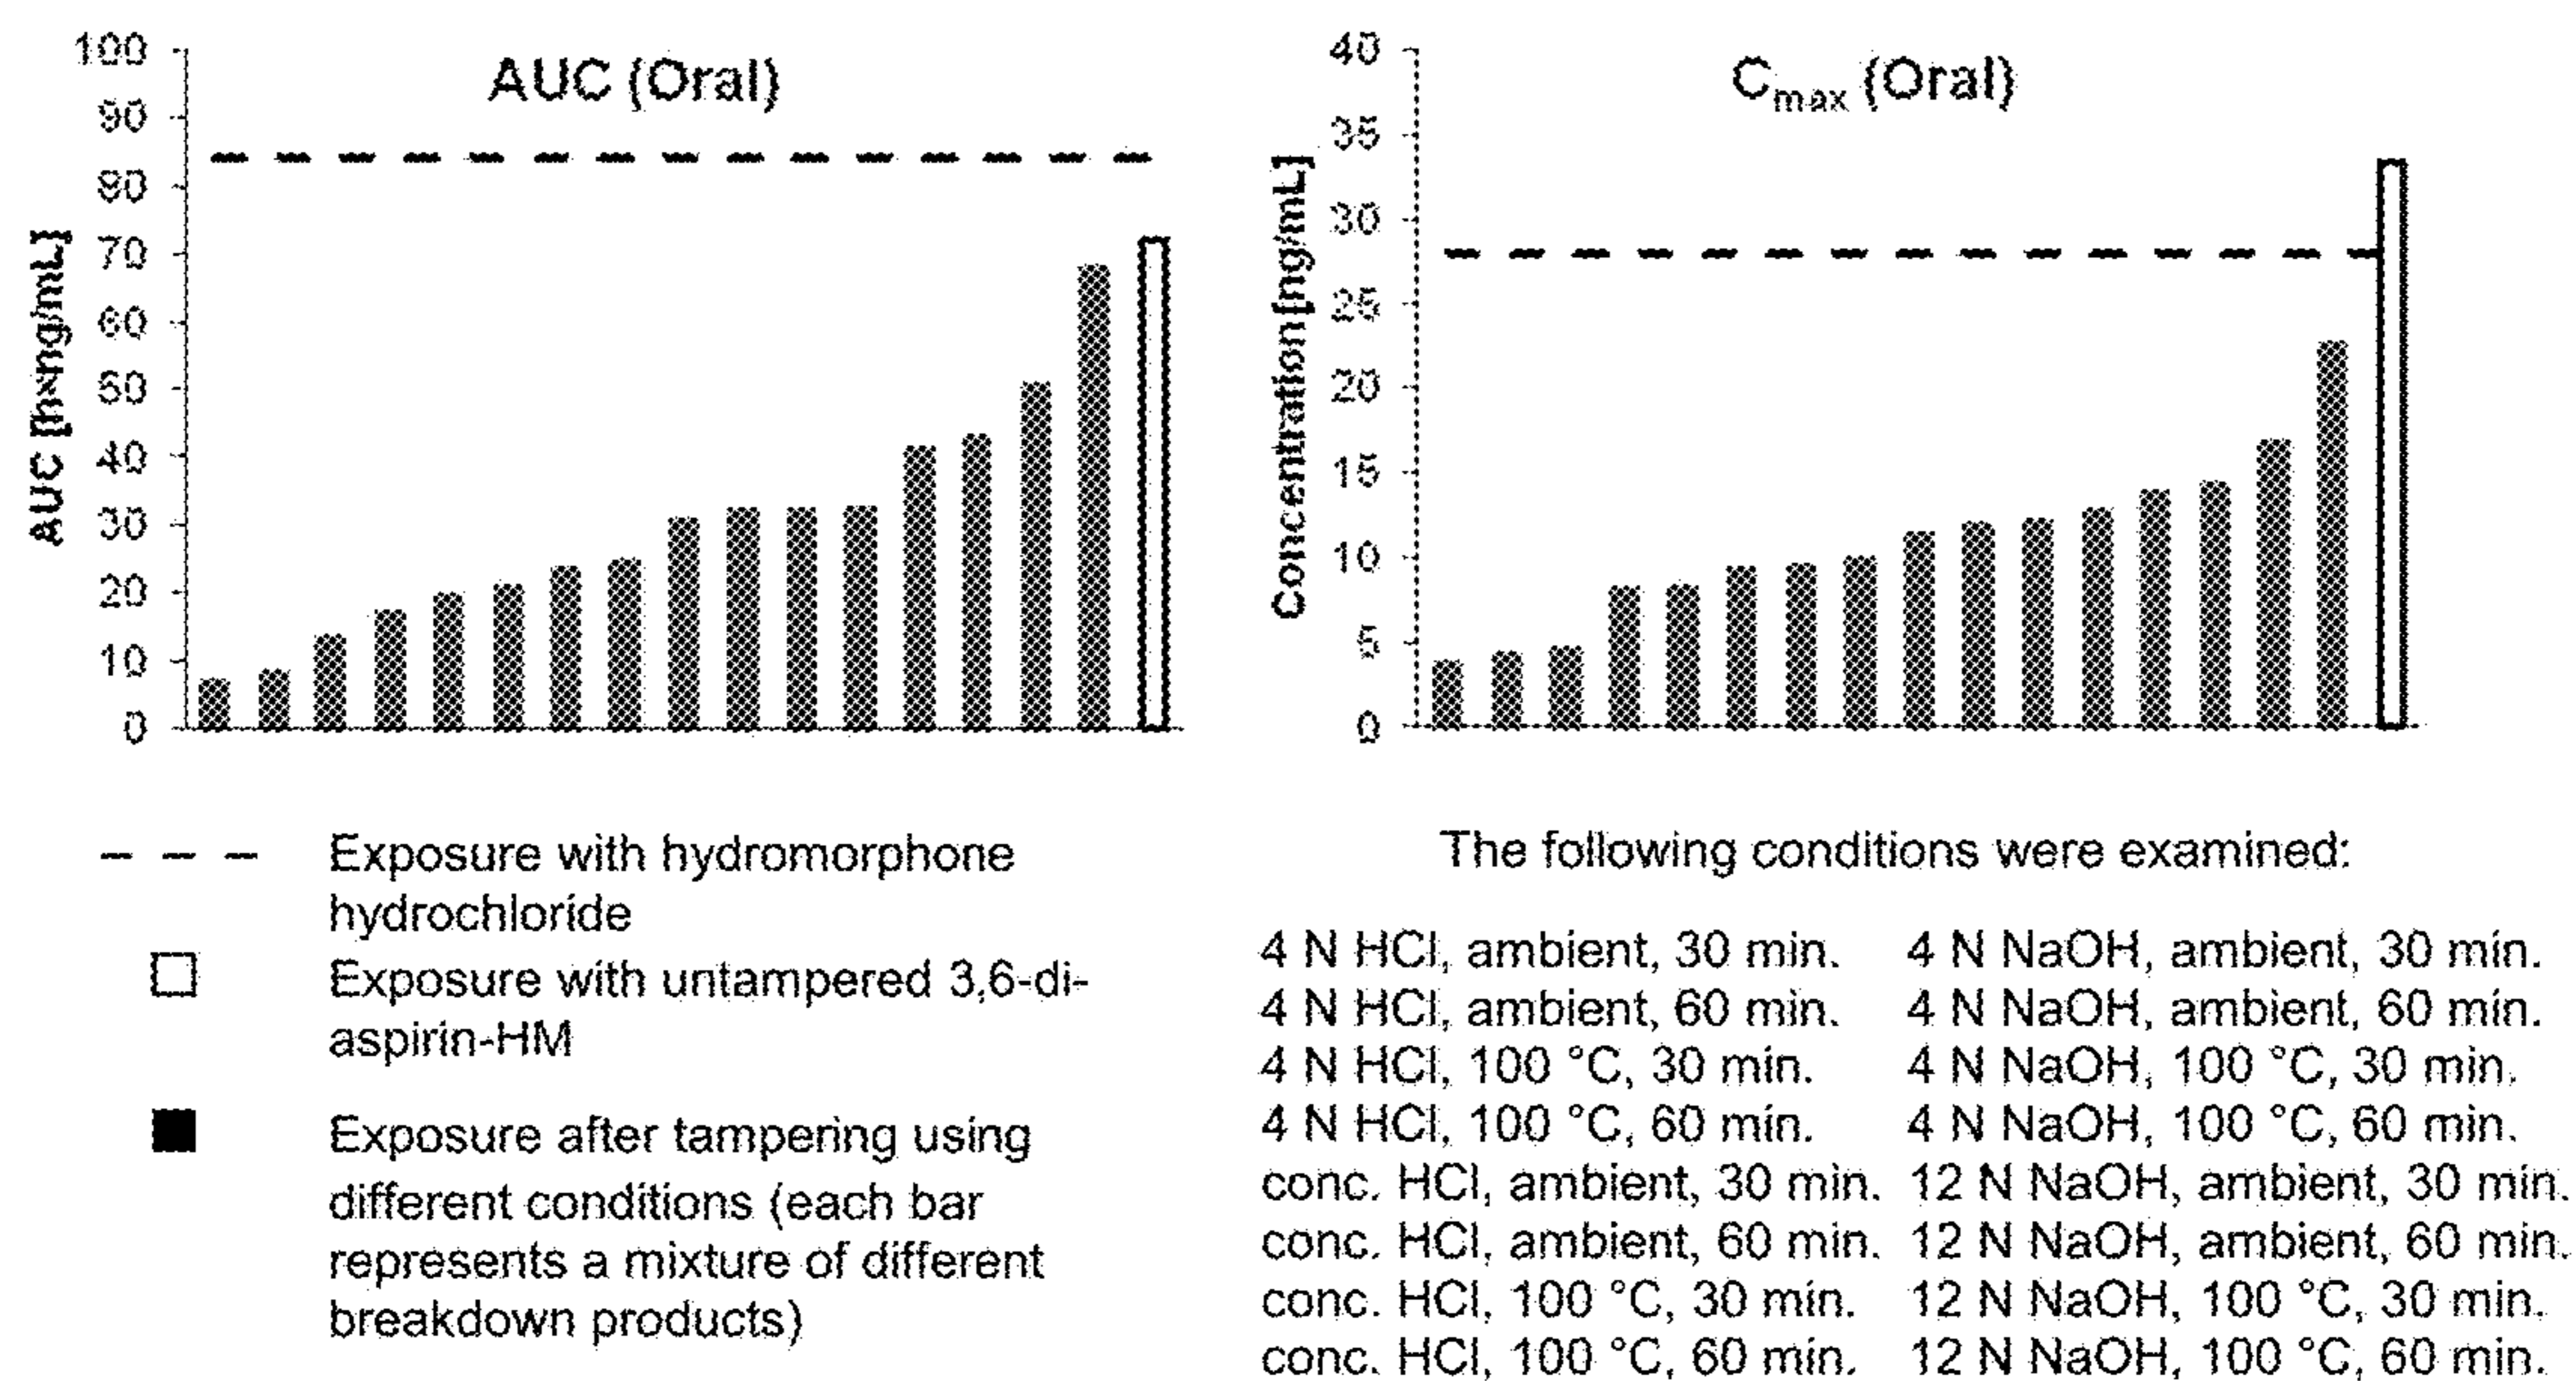 AUC (Oral)
AUC [h×ng/mL]
100
90
80
70
60
50
40
30
20
10
0
Cmax (Oral)
Concentration[ng/mL]
40
35
30
25
20
15
10
5
0
Exposure with hydromorphone
hydrochloride
Exposure with untampered 3,6-di-
aspirin-HM
Exposure after tampering using
different conditions (each bar
represents a mixture of different
breakdown products)
The following conditions were examined:
4 N HCl, ambient, 30 min. 4 N NaOH, ambient, 30 min.
4 N HCl, ambient, 60 min. 4 N NaOH, ambient, 60 min.
4 N HCl, 100 °C, 30 min. 4 N NaOH, 100 °C, 30 min.
4 N HCl, 100 °C, 60 min. 4 N NaOH, 100 °C, 60 min.
conc. HCl, ambient, 30 min. 12 N NaOH, ambient, 30 min.
conc. HCl, ambient, 60 min. 12 N NaOH, ambient, 60 min.
conc. HCl, 100 °C, 30 min. 12 N NaOH, 100 °C, 30 min.
conc. HCl, 100 °C, 60 min. 12 N NaOH, 100 °C, 60 min.